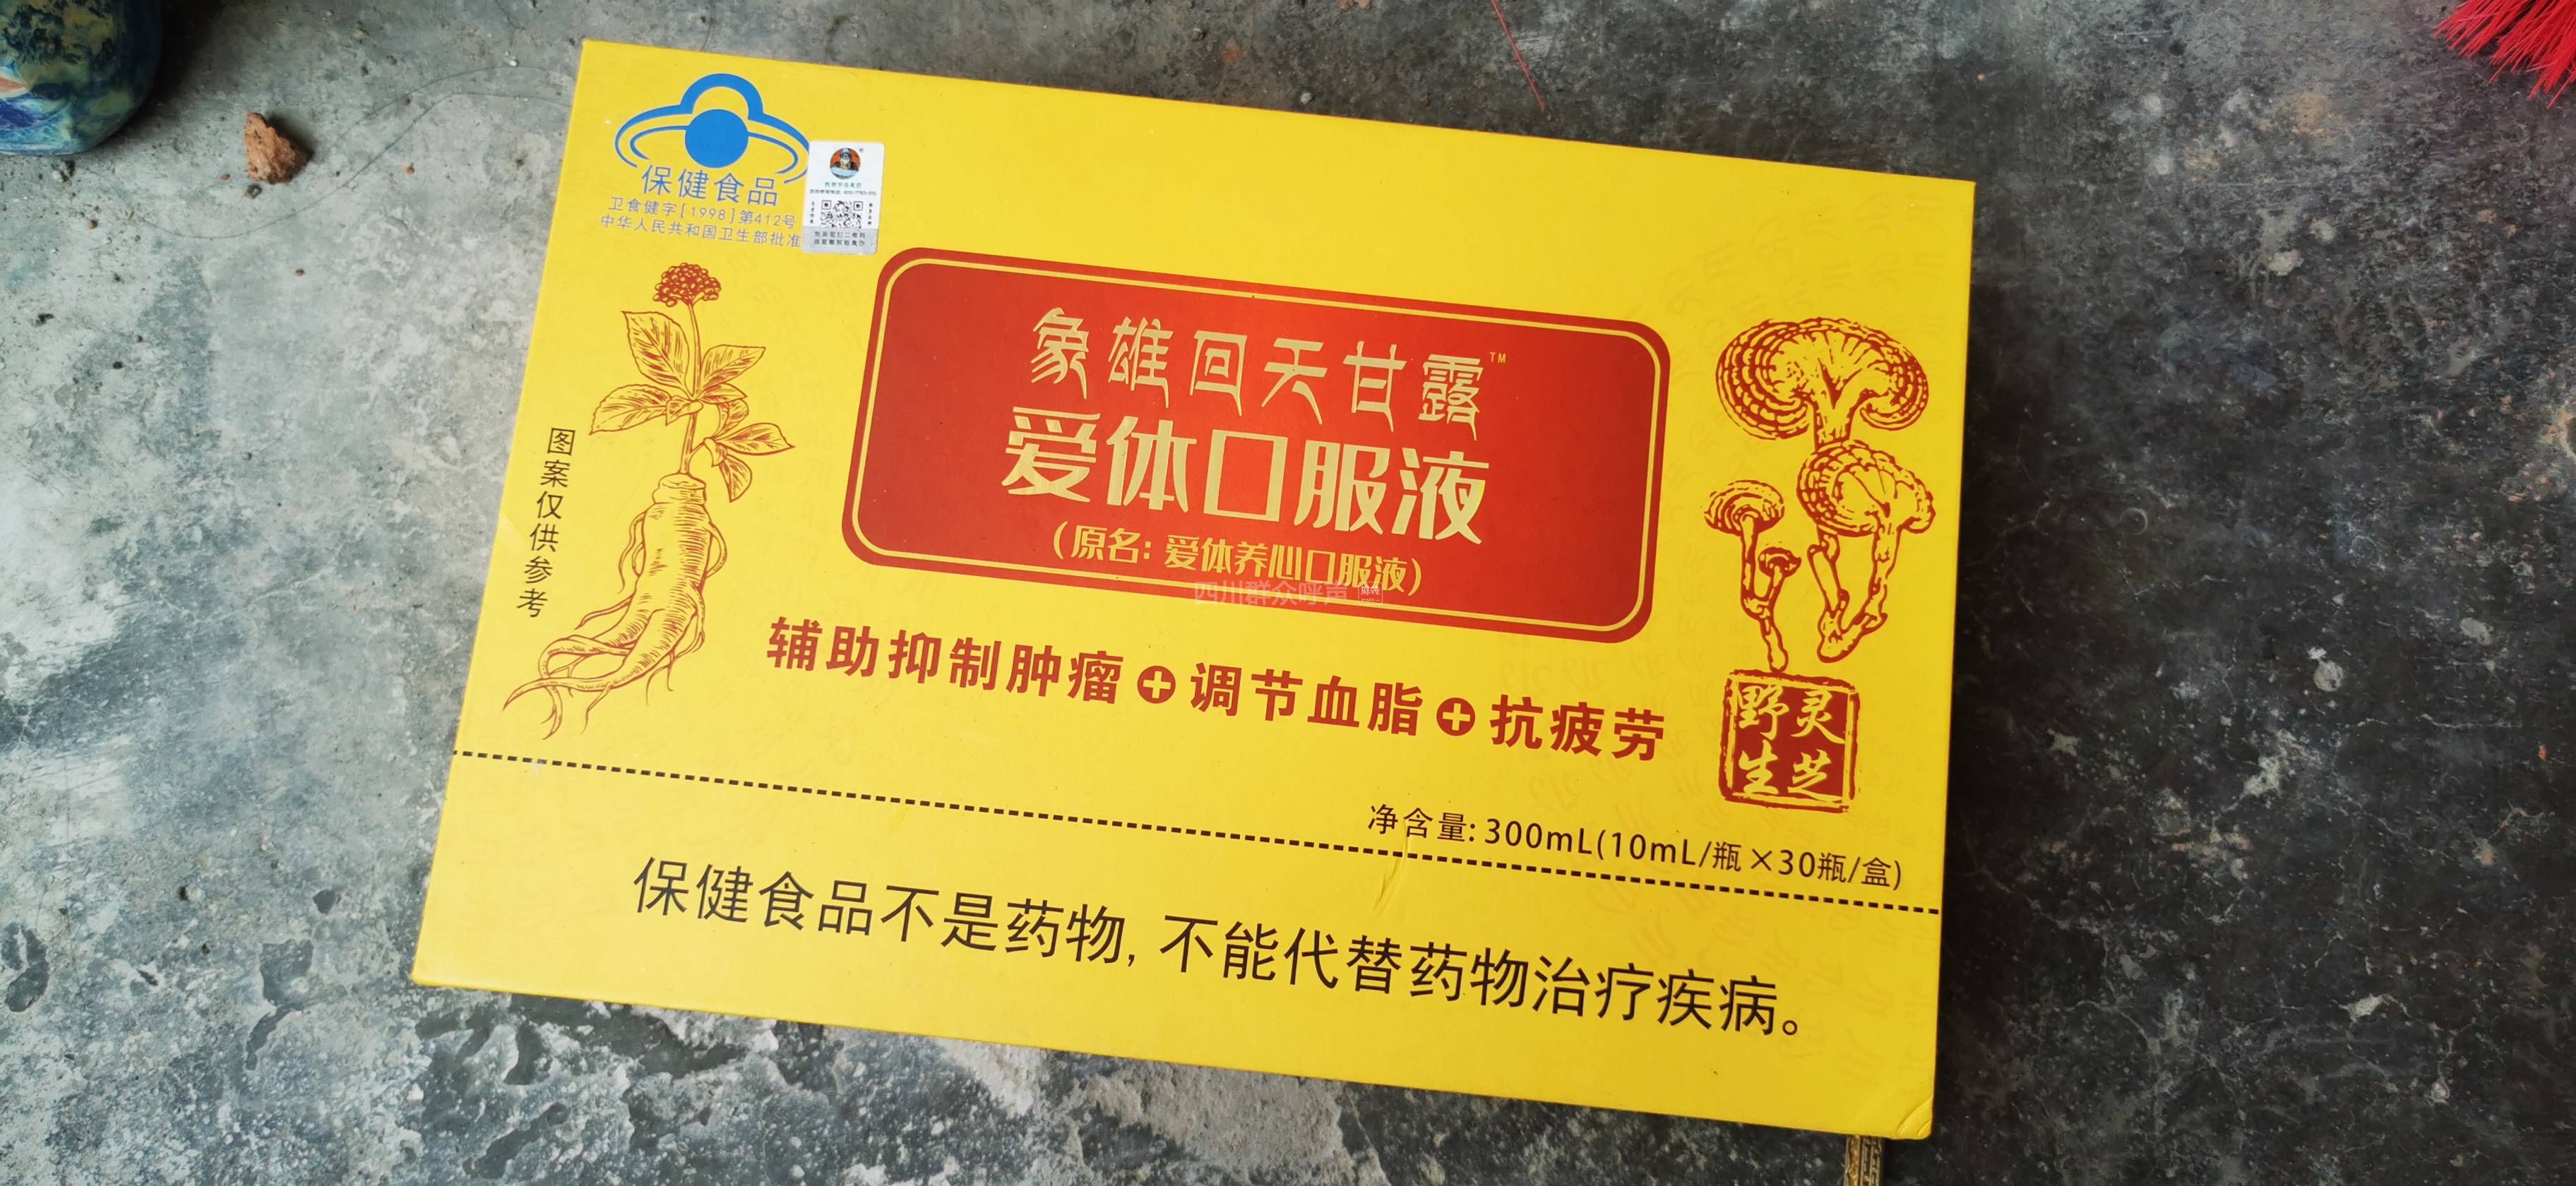 保健食品
卫食健字[1998]第412号
中华人民共和国卫生部批准
图案仅供参考
象雄回天甘露™
爱体口服液
(原名:爱体养心口服液)
四川群众呼声
辅助抑制肿瘤+调节血脂+抗疲劳
野生灵芝
净含量:300mL(10mL/瓶×30瓶/盒)
保健食品不是药物,不能代替药物治疗疾病。